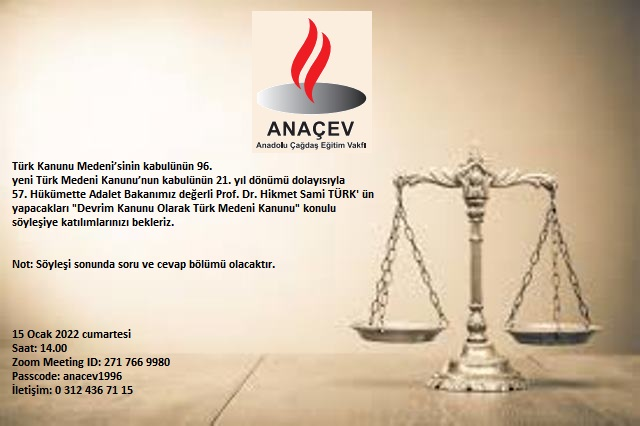 ANAÇEV
Anadolu Çağdaş Eğitim Vakfı
Türk Kanunu Medeni’sinin kabulünün 96.
yeni Türk Medeni Kanunu’nun kabulünün 21. yıl dönümü dolayısıyla
57. Hükümette Adalet Bakanımız değerli Prof. Dr. Hikmet Sami TÜRK' ün
yapacakları "Devrim Kanunu Olarak Türk Medeni Kanunu" konulu
söyleşiye katılımlarınızı bekleriz.
Not: Söyleşi sonunda soru ve cevap bölümü olacaktır.
15 Ocak 2022 cumartesi
Saat: 14.00
Zoom Meeting ID: 271 766 9980
Passcode: anacev1996
İletişim: 0 312 436 71 15